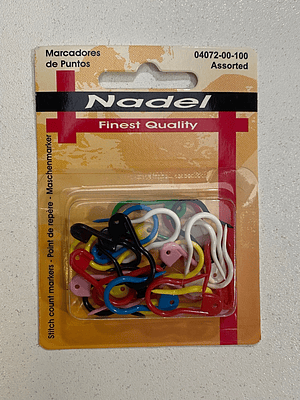 Marcadores
de Puntos
04072-00-100
Assorted
Nadel
Finest Quality
Stitch count markers - Point de repère - Maschenmarker